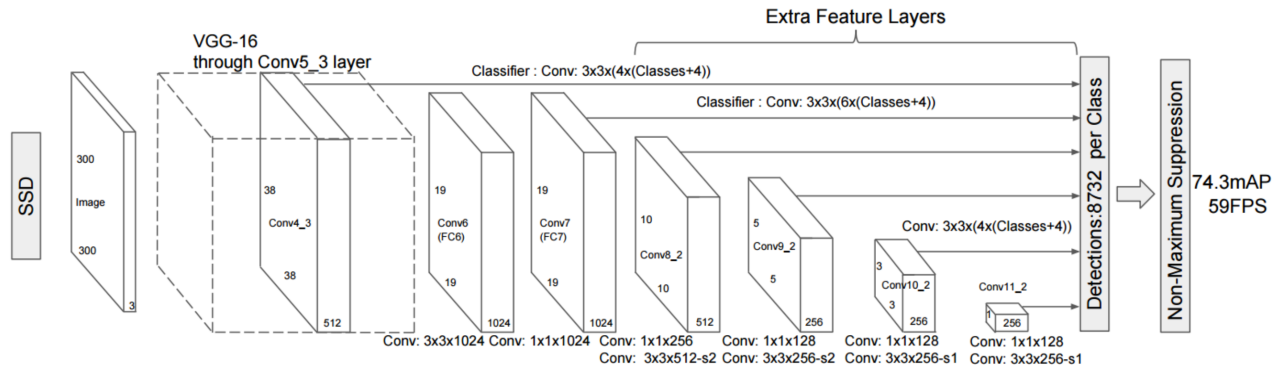 Extra Feature Layers
VGG-16
through Conv5_3 layer
Classifier : Conv: 3x3x(4x(Classes+4))
Classifier : Conv: 3x3x(6x(Classes+4))
SSD
300
Image
300
3
38
Conv4_3
38
512
19
Conv6
(FC6)
19
1024
19
Conv7
(FC7)
19
1024
10
Conv8_2
10
512
5
Conv9_2
5
256
Conv: 3x3x(4x(Classes+4))
3
Conv10_2
3
256
Conv11_2
1
256
Detections:8732 per Class
Non-Maximum Suppression
74.3mAP
59FPS
Conv: 3x3x1024
Conv: 1x1x1024
Conv: 1x1x256
Conv: 3x3x512-s2
Conv: 1x1x128
Conv: 3x3x256-s2
Conv: 1x1x128
Conv: 3x3x256-s1
Conv: 1x1x128
Conv: 3x3x256-s1